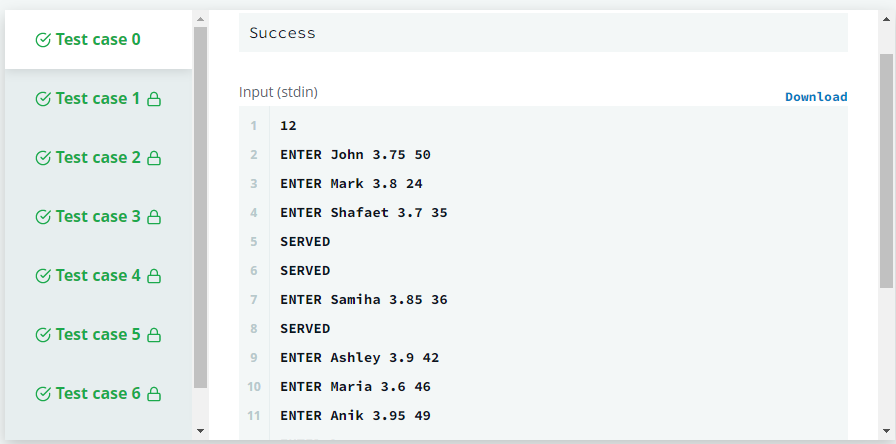 Test case 0
Test case 1
Test case 2
Test case 3
Test case 4
Test case 5
Test case 6
Success
Input (stdin)
Download
1 12
2 ENTER John 3.75 50
3 ENTER Mark 3.8 24
4 ENTER Shafaet 3.7 35
5 SERVED
6 SERVED
7 ENTER Samiha 3.85 36
8 SERVED
9 ENTER Ashley 3.9 42
10 ENTER Maria 3.6 46
11 ENTER Anik 3.95 49